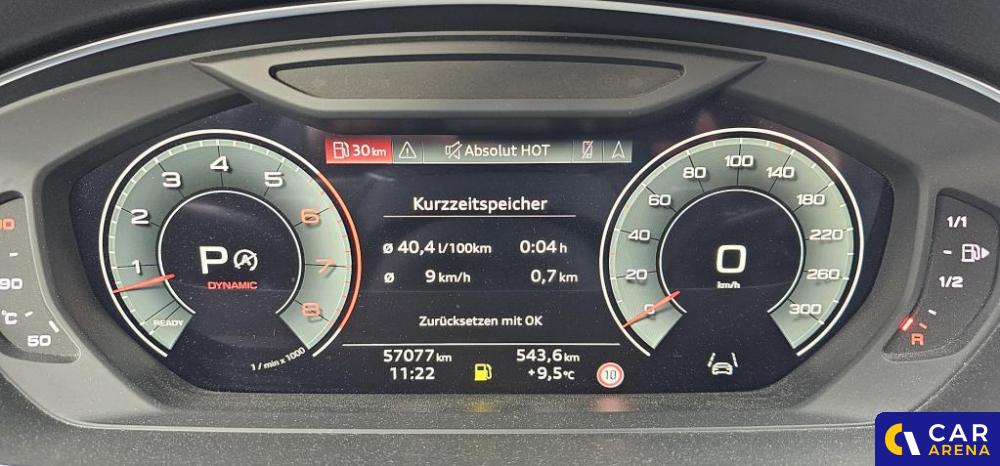 30 km
Absolut HOT
Kurzzeitspeicher
ø 40,4 l/100km 0:04 h
ø 9 km/h 0,7 km
Zurücksetzen mit OK
57077 km 543,6 km
11:22 +9,5 °C 10
1 2 3 4 5 6 7 8
READY
P
DYNAMIC
1 / min x 1000
0 20 40 60 80 100 140 180 220 260 300
0
km/h
90
°C
50
1/1
1/2
R
CAR
ARENA